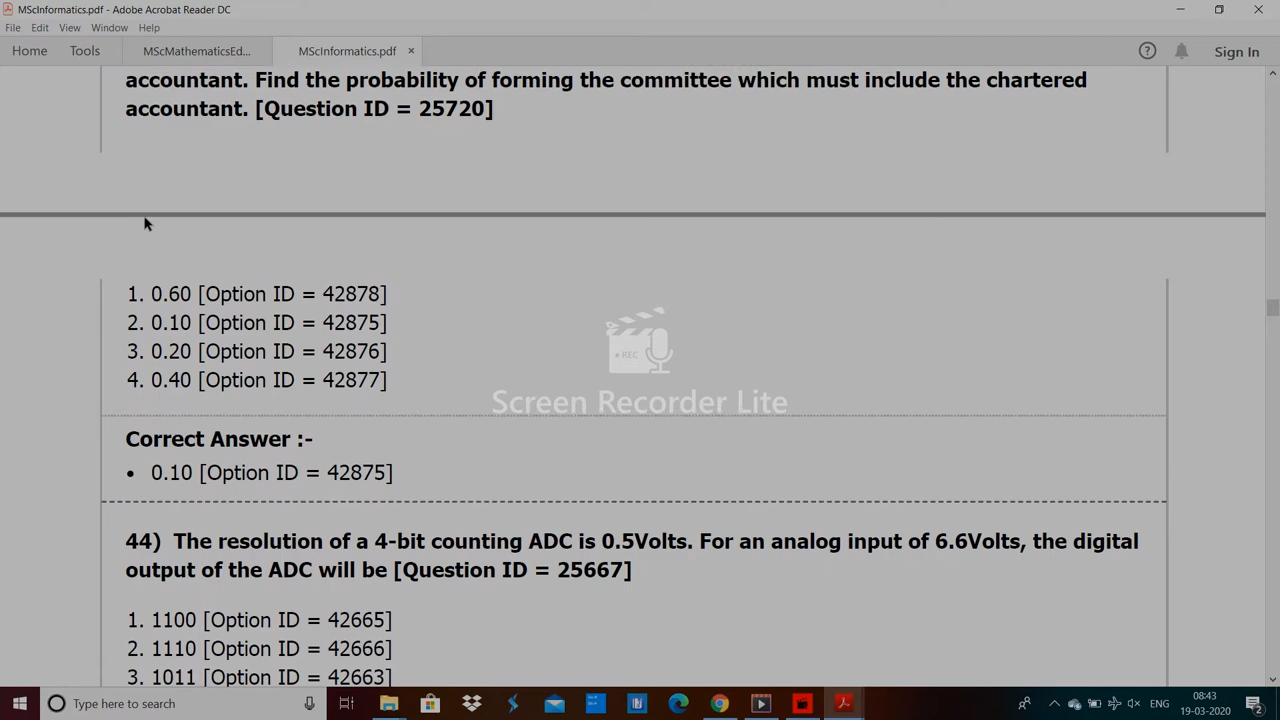 MScInformatics.pdf - Adobe Acrobat Reader DC
File Edit View Window Help
Home Tools MScMathematicsEd... MScInformatics.pdf × Sign In
accountant. Find the probability of forming the committee which must include the chartered
accountant. [Question ID = 25720]
1. 0.60 [Option ID = 42878]
2. 0.10 [Option ID = 42875]
3. 0.20 [Option ID = 42876]
4. 0.40 [Option ID = 42877]
• REC
Screen Recorder Lite
Correct Answer :-
• 0.10 [Option ID = 42875]
44) The resolution of a 4-bit counting ADC is 0.5Volts. For an analog input of 6.6Volts, the digital
output of the ADC will be [Question ID = 25667]
1. 1100 [Option ID = 42665]
2. 1110 [Option ID = 42666]
3. 1011 [Option ID = 42663]
Type here to search
ENG
08:43
19-03-2020
2